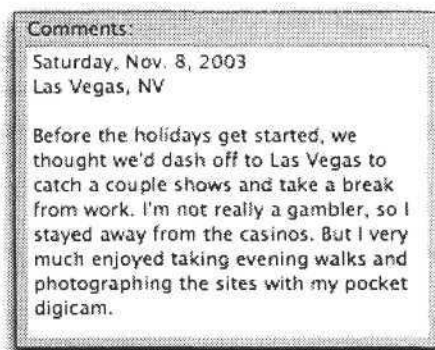 Comments:
Saturday, Nov. 8, 2003
Las Vegas, NV
Before the holidays get started, we
thought we'd dash off to Las Vegas to
catch a couple shows and take a break
from work. I'm not really a gambler, so I
stayed away from the casinos. But I very
much enjoyed taking evening walks and
photographing the sites with my pocket
digicam.